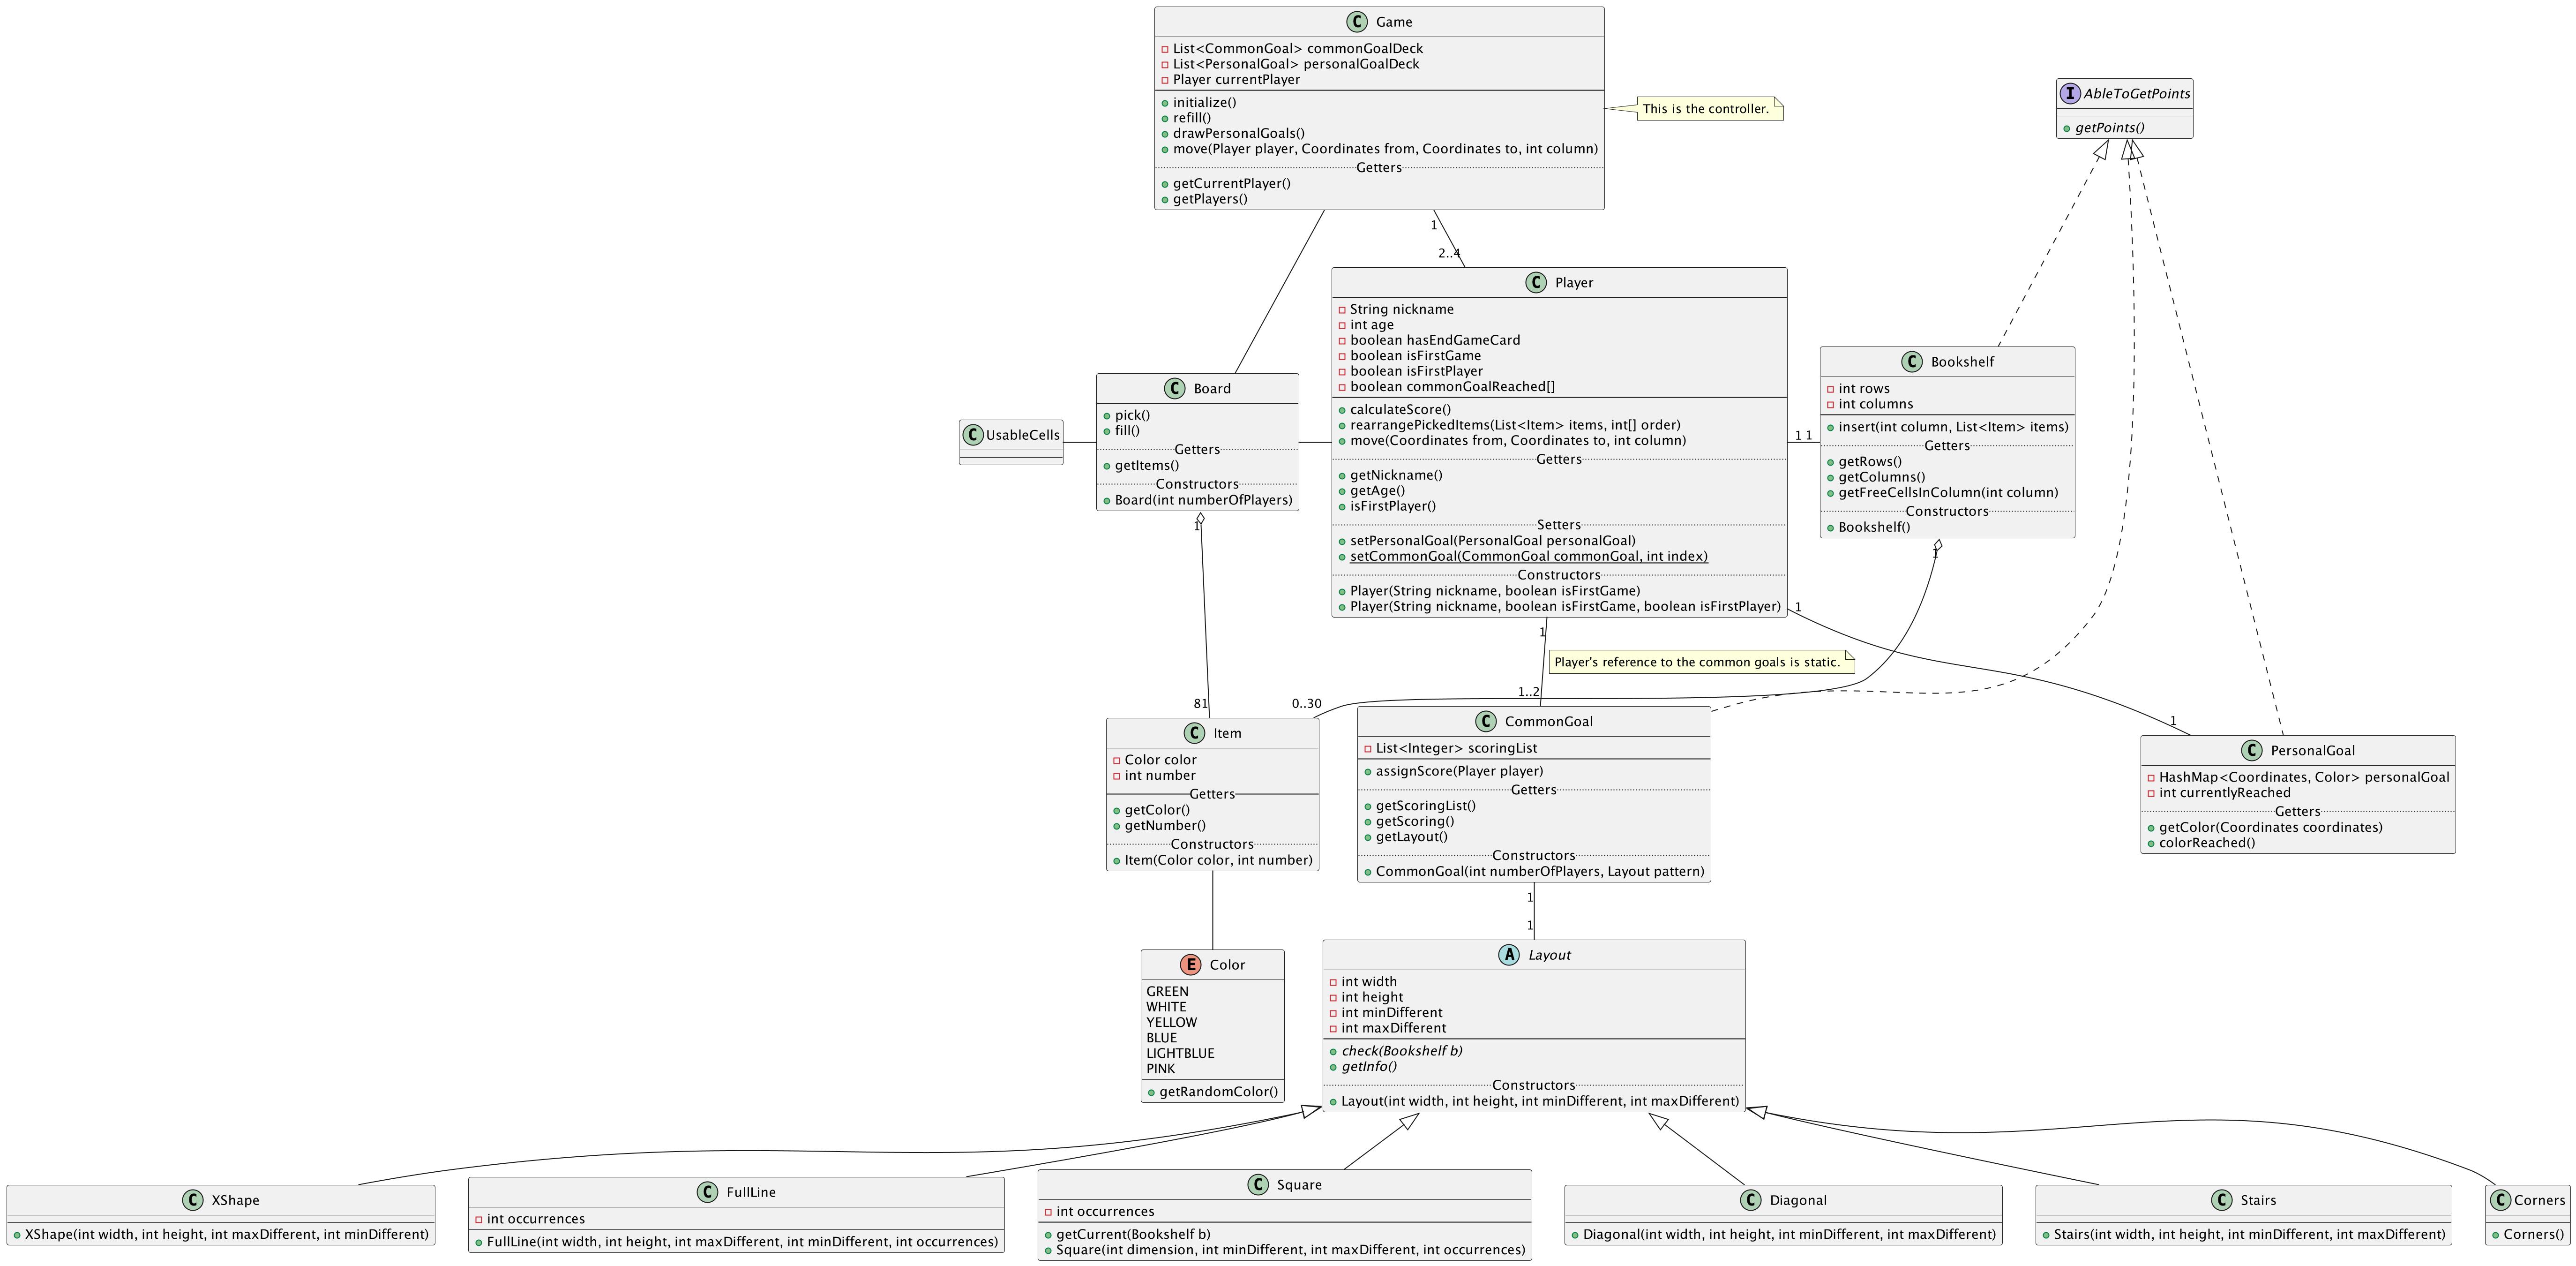 C Game
List<CommonGoal> commonGoalDeck
List<PersonalGoal> personalGoalDeck
Player currentPlayer
initialize()
refill()
drawPersonalGoals()
move(Player player, Coordinates from, Coordinates to, int column)
Getters
getCurrentPlayer()
getPlayers()
This is the controller.
I AbleToGetPoints
getPoints()
1
2..4
C Player
String nickname
int age
boolean hasEndGameCard
boolean isFirstGame
boolean isFirstPlayer
boolean commonGoalReached[]
calculateScore()
rearrangePickedItems(List<Item> items, int[] order)
move(Coordinates from, Coordinates to, int column)
Getters
getNickname()
getAge()
isFirstPlayer()
Setters
setPersonalGoal(PersonalGoal personalGoal)
setCommonGoal(CommonGoal commonGoal, int index)
Constructors
Player(String nickname, boolean isFirstGame)
Player(String nickname, boolean isFirstGame, boolean isFirstPlayer)
C UsableCells
C Board
pick()
fill()
Getters
getItems()
Constructors
Board(int numberOfPlayers)
1 1
C Bookshelf
int rows
int columns
insert(int column, List<Item> items)
Getters
getRows()
getColumns()
getFreeCellsInColumn(int column)
Constructors
Bookshelf()
1
1
1
1
Player's reference to the common goals is static.
81
0..30
1..2
1
C Item
Color color
int number
Getters
getColor()
getNumber()
Constructors
Item(Color color, int number)
C CommonGoal
List<Integer> scoringList
assignScore(Player player)
Getters
getScoringList()
getScoring()
getLayout()
Constructors
CommonGoal(int numberOfPlayers, Layout pattern)
C PersonalGoal
HashMap<Coordinates, Color> personalGoal
int currentlyReached
Getters
getColor(Coordinates coordinates)
colorReached()
1
1
E Color
GREEN
WHITE
YELLOW
BLUE
LIGHTBLUE
PINK
getRandomColor()
A Layout
int width
int height
int minDifferent
int maxDifferent
check(Bookshelf b)
getInfo()
Constructors
Layout(int width, int height, int minDifferent, int maxDifferent)
C XShape
XShape(int width, int height, int maxDifferent, int minDifferent)
C FullLine
int occurrences
FullLine(int width, int height, int maxDifferent, int minDifferent, int occurrences)
C Square
int occurrences
getCurrent(Bookshelf b)
Square(int dimension, int minDifferent, int maxDifferent, int occurrences)
C Diagonal
Diagonal(int width, int height, int minDifferent, int maxDifferent)
C Stairs
Stairs(int width, int height, int minDifferent, int maxDifferent)
C Corners
Corners()